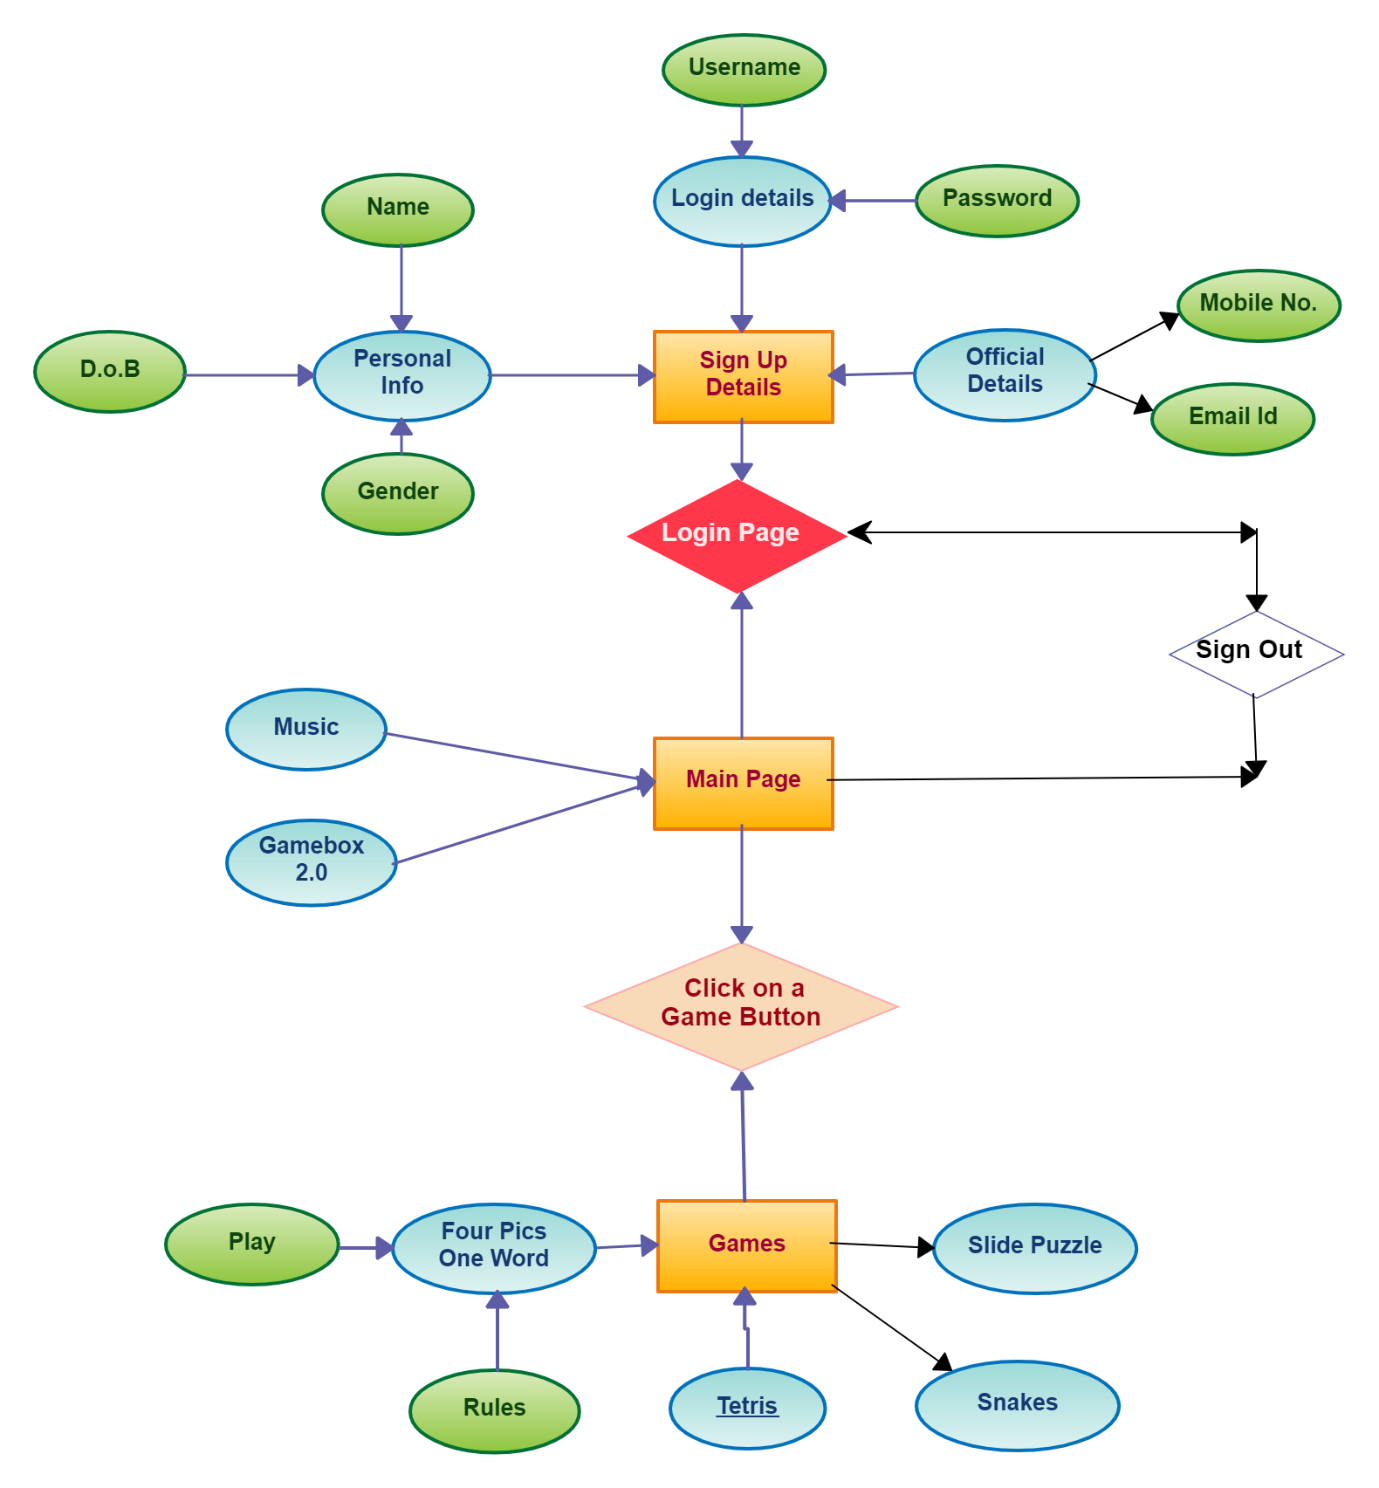 Username
Login details
Password
Name
Mobile No.
D.o.B
Personal
Info
Sign Up
Details
Official
Details
Email Id
Gender
Login Page
Sign Out
Music
Main Page
Gamebox
2.0
Click on a
Game Button
Play
Four Pics
One Word
Games
Slide Puzzle
Rules
Tetris
Snakes